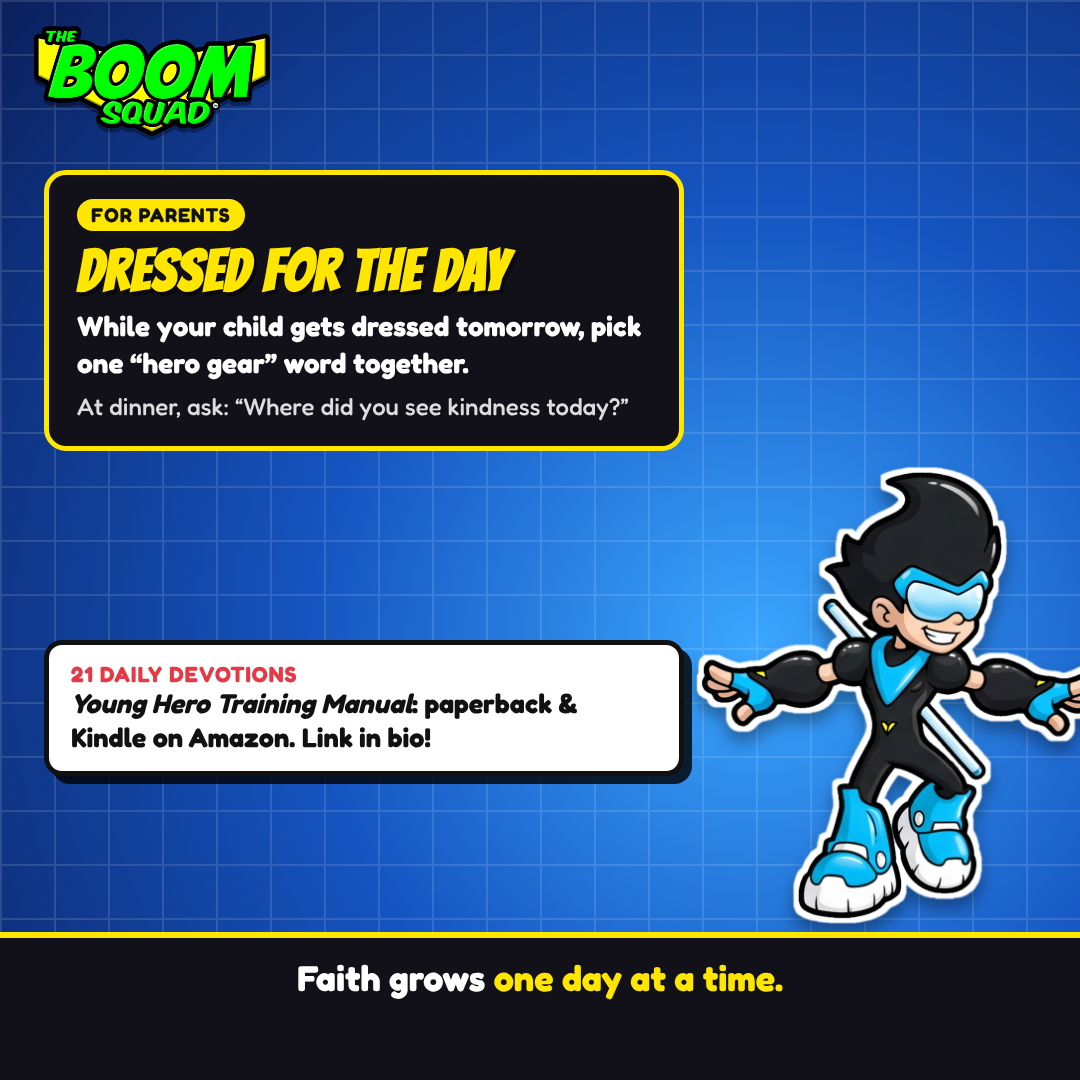 THE
BOOM
SQUAD
FOR PARENTS
DRESSED FOR THE DAY
While your child gets dressed tomorrow, pick
one “hero gear” word together.
At dinner, ask: “Where did you see kindness today?”
21 DAILY DEVOTIONS
Young Hero Training Manual: paperback &
Kindle on Amazon. Link in bio!
Faith grows one day at a time.